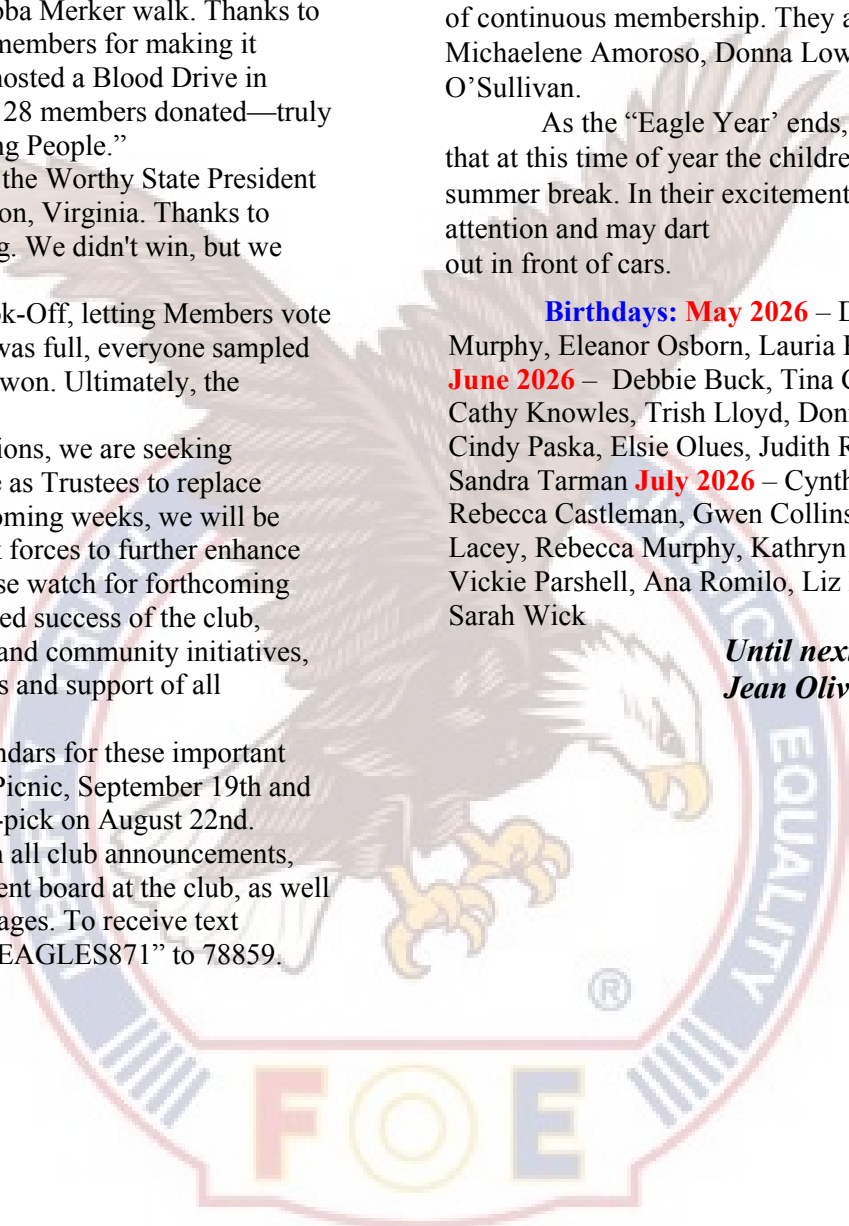 ba Merker walk. Thanks to
members for making it
hosted a Blood Drive in
28 members donated—truly
ng People.”
the Worthy State President
on, Virginia. Thanks to
g. We didn't win, but we
k-Off, letting Members vote
was full, everyone sampled
won. Ultimately, the
ions, we are seeking
e as Trustees to replace
oming weeks, we will be
forces to further enhance
se watch for forthcoming
ed success of the club,
and community initiatives,
s and support of all
ndars for these important
Picnic, September 19th and
-pick on August 22nd.
all club announcements,
ent board at the club, as well
ages. To receive text
EAGLES871” to 78859.
of continuous membership. They a
Michaelene Amoroso, Donna Low
O’Sullivan.
As the “Eagle Year’ ends,
that at this time of year the childre
summer break. In their excitement
attention and may dart
out in front of cars.
Birthdays: May 2026 – D
Murphy, Eleanor Osborn, Lauria
June 2026 – Debbie Buck, Tina C
Cathy Knowles, Trish Lloyd, Don
Cindy Paska, Elsie Olues, Judith R
Sandra Tarman July 2026 – Cynth
Rebecca Castleman, Gwen Collins
Lacey, Rebecca Murphy, Kathryn
Vickie Parshell, Ana Romilo, Liz
Sarah Wick
Until nex
Jean Oliv
TRUTH
JUSTICE
EQUALITY
®
FOE